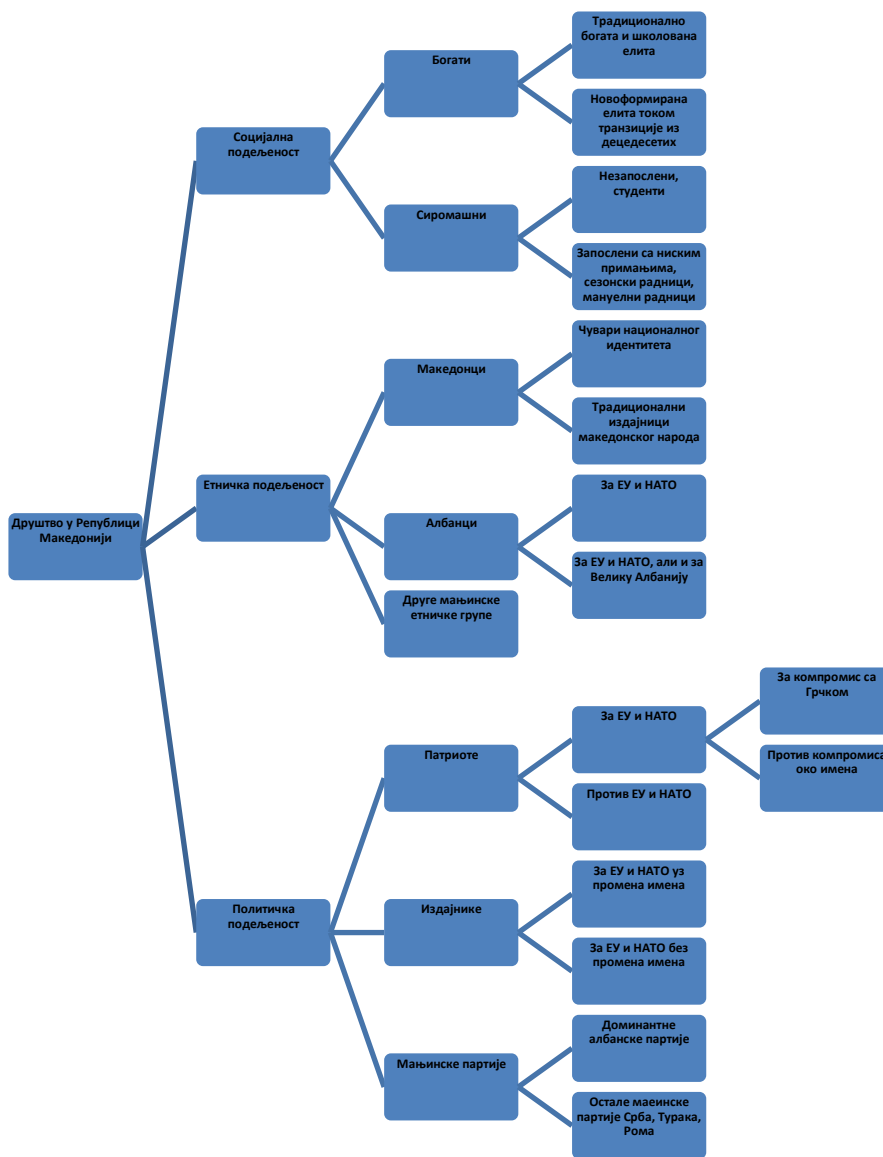 Друштво у Републици
Македонији
Социјална
подељеност
Богати
Традиционално
богата и школована
елита
Новоформирана
елита током
транзиције из
децедесетих
Сиромашни
Незапослени,
студенти
Запослени са ниским
примањима,
сезонски радници,
мануелни радници
Етничка подељеност
Македонци
Чувари националног
идентитета
Традиционални
издајници
македонског народа
Албанци
За ЕУ и НАТО
За ЕУ и НАТО, али и за
Велику Албанију
Друге мањинске
етничке групе
Политичка
подељеност
Патриоте
За ЕУ и НАТО
За компромис са
Грчком
Против компромиса
око имена
Против ЕУ и НАТО
Издајнике
За ЕУ и НАТО уз
промена имена
За ЕУ и НАТО без
промена имена
Мањинске партије
Доминантне
албанске партије
Остале маеинске
партије Срба, Турака,
Рома